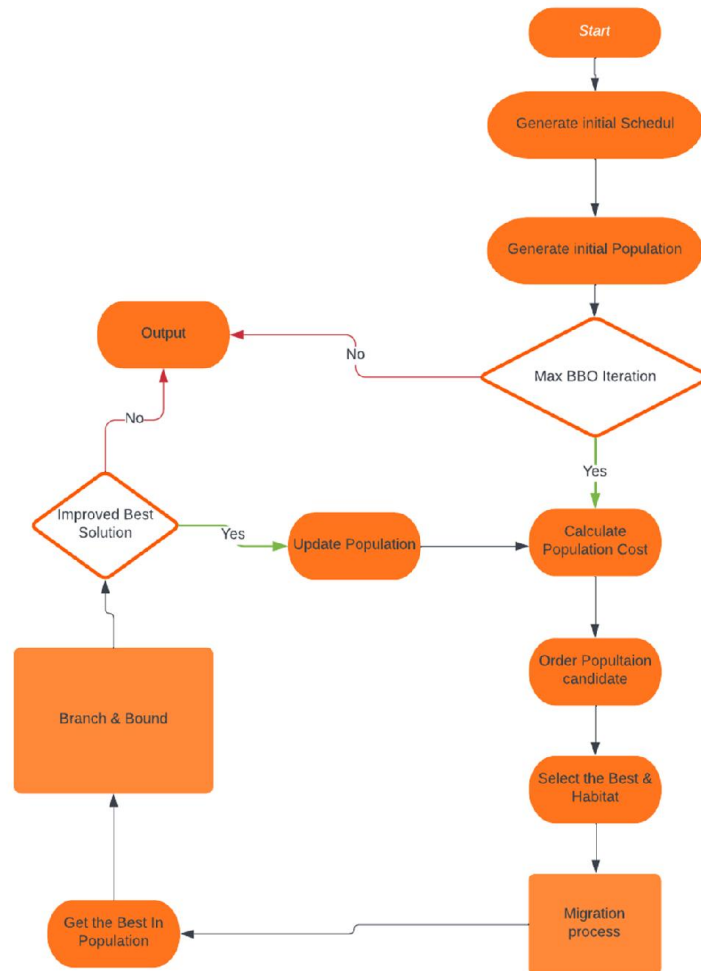 Start
Generate initial Schedul
Generate initial Population
Output
No
Max BBO Iteration
No
Yes
Improved Best
Solution
Yes
Update Population
Calculate
Population Cost
Order Popultaion
candidate
Branch & Bound
Select the Best &
Habitat
Get the Best In
Population
Migration
process